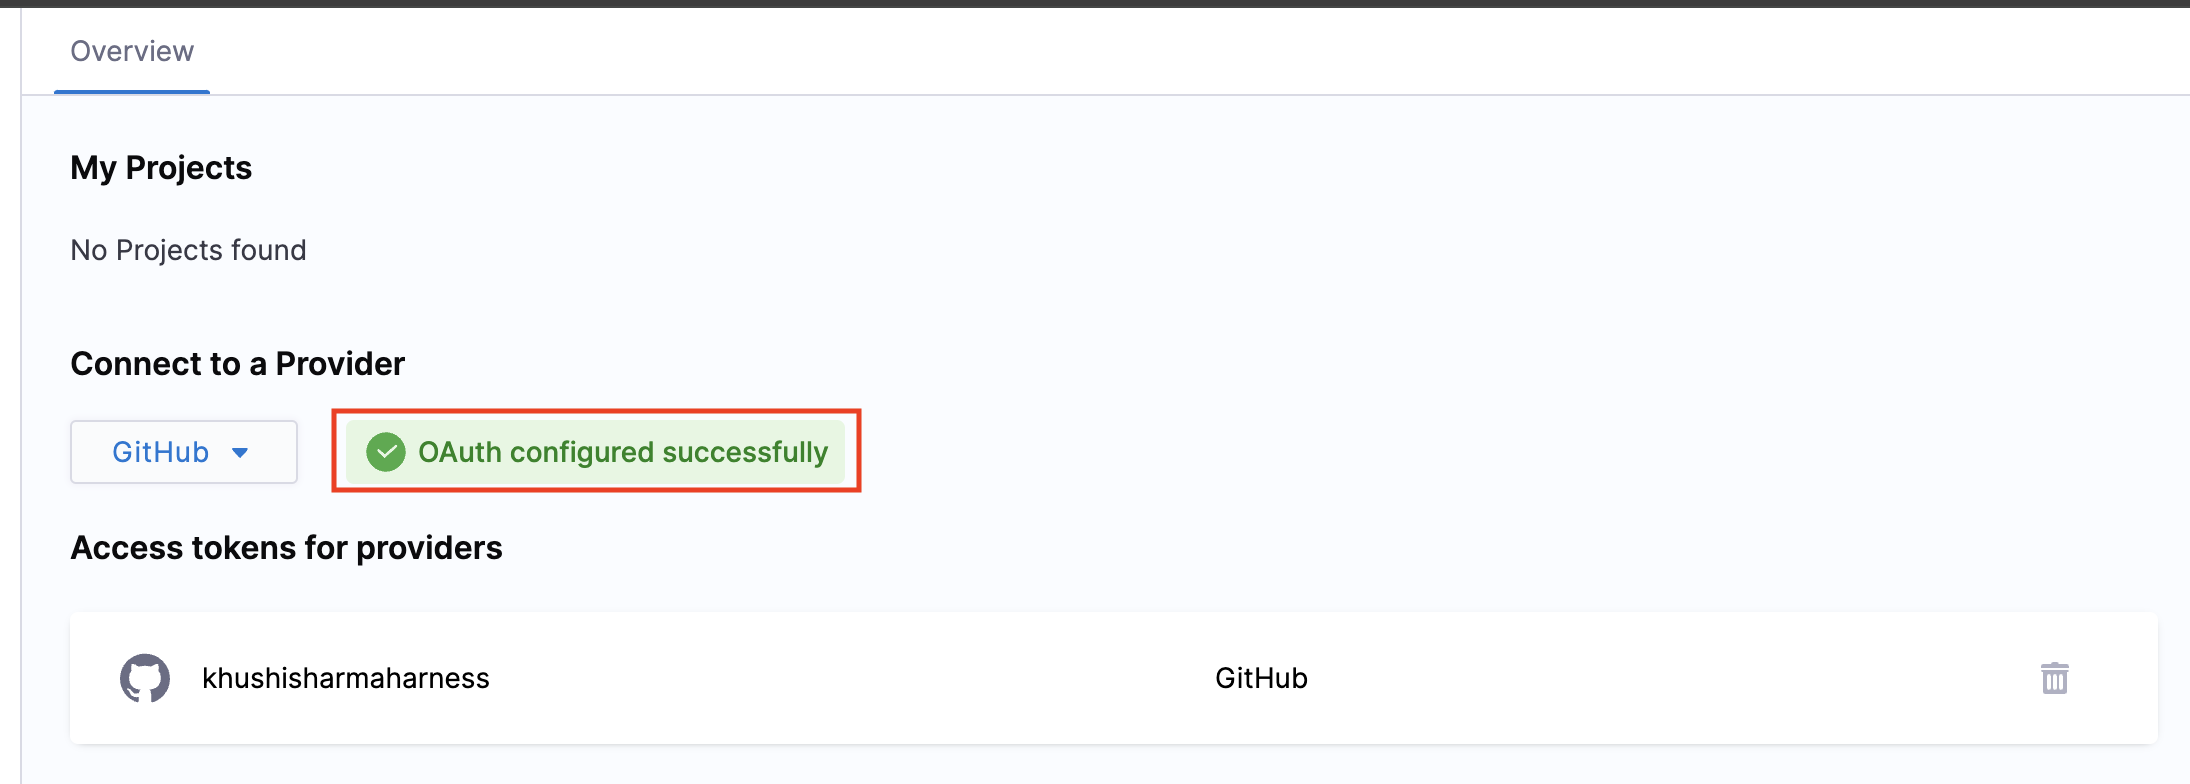 Overview
My Projects
No Projects found
Connect to a Provider
GitHub
OAuth configured successfully
Access tokens for providers
khushisharmaharness GitHub